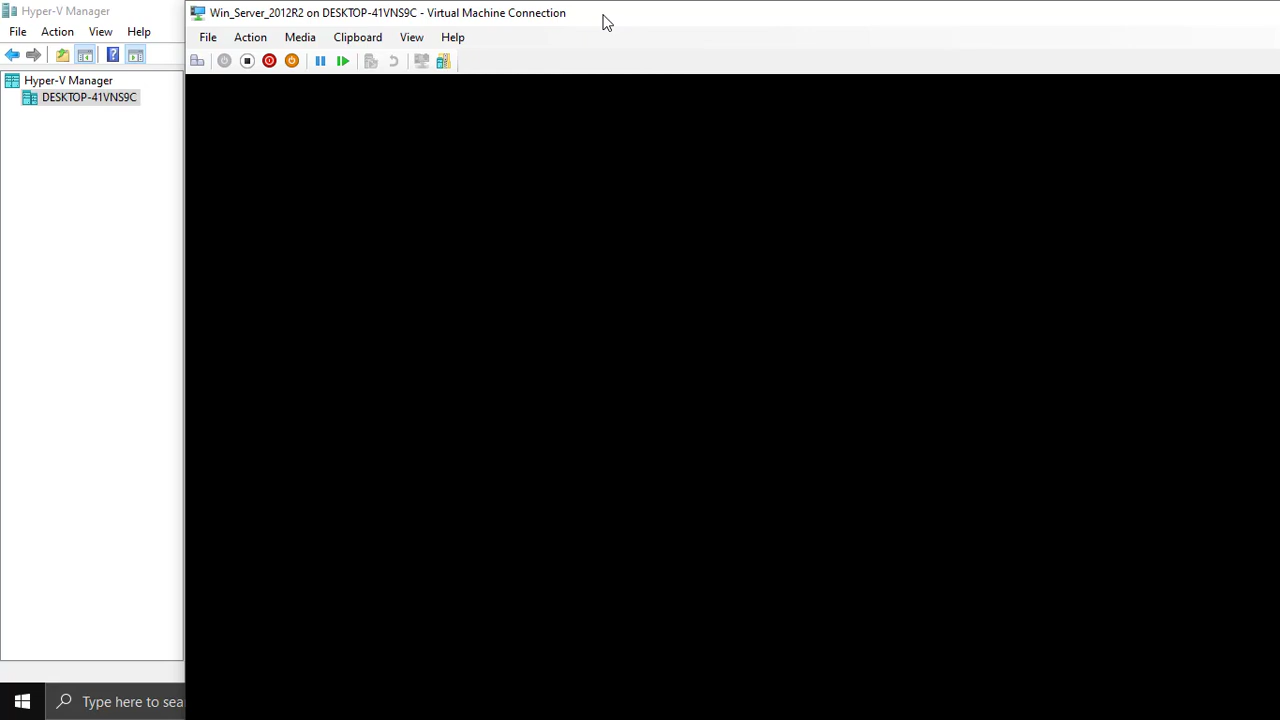 Hyper-V Manager
File Action View Help
Hyper-V Manager
DESKTOP-41VNS9C
Win_Server_2012R2 on DESKTOP-41VNS9C - Virtual Machine Connection
File Action Media Clipboard View Help
Type here to sea